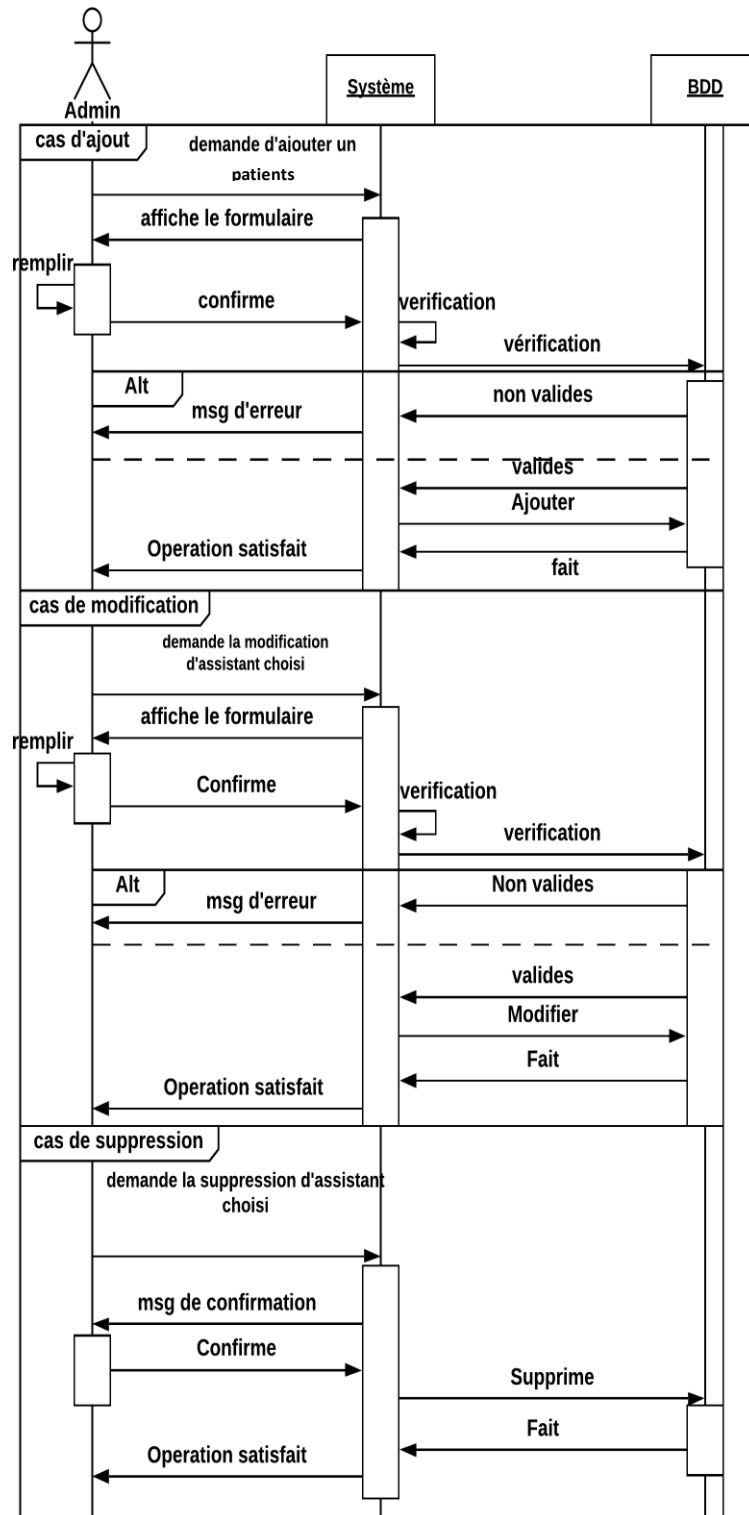 Système
BDD
Admin
cas d'ajout
demande d'ajouter un
patients
affiche le formulaire
remplir
confirme
verification
vérification
Alt
non valides
msg d'erreur
valides
Ajouter
Operation satisfait
fait
cas de modification
demande la modification
d'assistant choisi
affiche le formulaire
remplir
Confirme
verification
verification
Alt
Non valides
msg d'erreur
valides
Modifier
Fait
Operation satisfait
cas de suppression
demande la suppression d'assistant
choisi
msg de confirmation
Confirme
Supprime
Fait
Operation satisfait